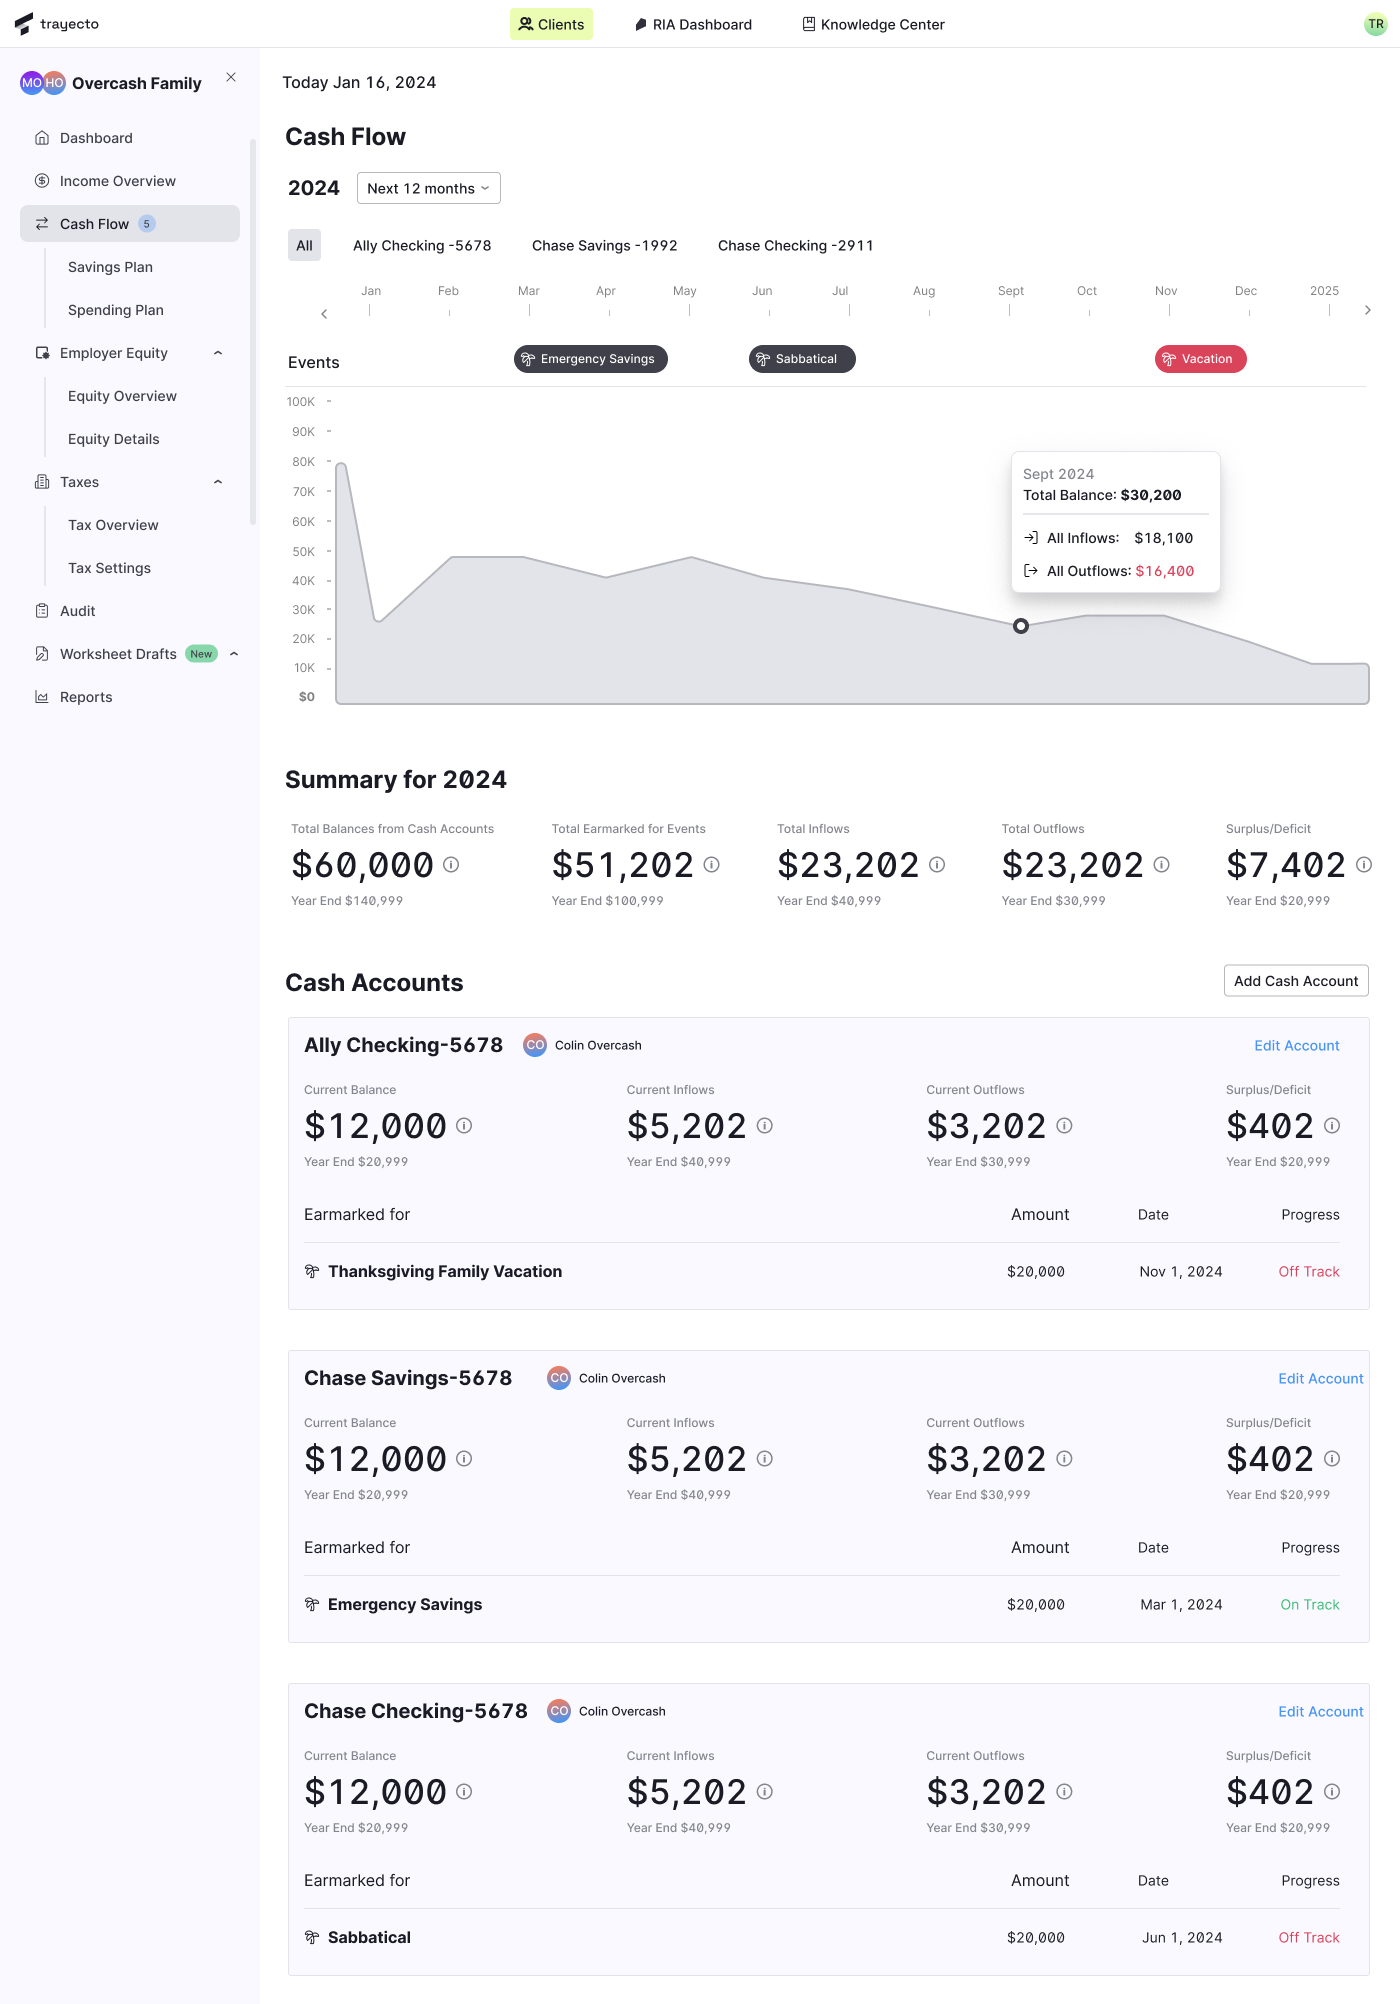 trayecto
Clients
RIA Dashboard
Knowledge Center
TR
MO HO Overcash Family
Dashboard
Income Overview
Cash Flow 5
Savings Plan
Spending Plan
Employer Equity
Equity Overview
Equity Details
Taxes
Tax Overview
Tax Settings
Audit
Worksheet Drafts New
Reports
Today Jan 16, 2024
Cash Flow
2024 Next 12 months
All Ally Checking -5678 Chase Savings -1992 Chase Checking -2911
Jan Feb Mar Apr May Jun Jul Aug Sept Oct Nov Dec 2025
Events Emergency Savings Sabbatical Vacation
100K
90K
80K
70K
60K
50K
40K
30K
20K
10K
$0
Sept 2024
Total Balance: $30,200
All Inflows: $18,100
All Outflows: $16,400
Summary for 2024
Total Balances from Cash Accounts Total Earmarked for Events Total Inflows Total Outflows Surplus/Deficit
$60,000 $51,202 $23,202 $23,202 $7,402
Year End $140,999 Year End $100,999 Year End $40,999 Year End $30,999 Year End $20,999
Cash Accounts Add Cash Account
Ally Checking-5678 CO Colin Overcash Edit Account
Current Balance Current Inflows Current Outflows Surplus/Deficit
$12,000 $5,202 $3,202 $402
Year End $20,999 Year End $40,999 Year End $30,999 Year End $20,999
Earmarked for Amount Date Progress
Thanksgiving Family Vacation $20,000 Nov 1, 2024 Off Track
Chase Savings-5678 CO Colin Overcash Edit Account
Current Balance Current Inflows Current Outflows Surplus/Deficit
$12,000 $5,202 $3,202 $402
Year End $20,999 Year End $40,999 Year End $30,999 Year End $20,999
Earmarked for Amount Date Progress
Emergency Savings $20,000 Mar 1, 2024 On Track
Chase Checking-5678 CO Colin Overcash Edit Account
Current Balance Current Inflows Current Outflows Surplus/Deficit
$12,000 $5,202 $3,202 $402
Year End $20,999 Year End $40,999 Year End $30,999 Year End $20,999
Earmarked for Amount Date Progress
Sabbatical $20,000 Jun 1, 2024 Off Track